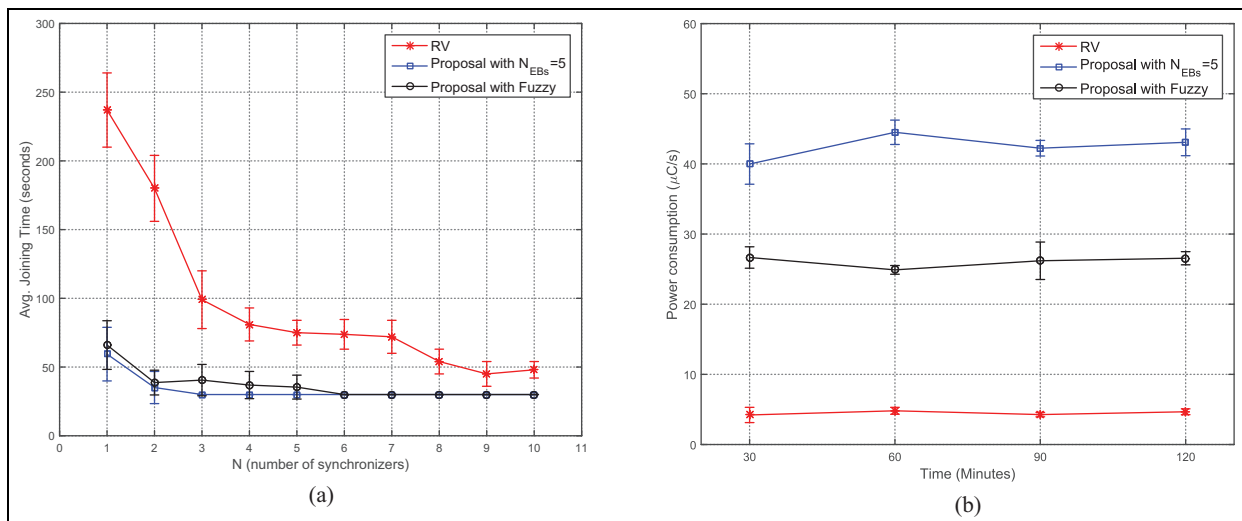 300
250
200
150
100
50
0
Avg. Joining Time (seconds)
RV
Proposal with N_EBs=5
Proposal with Fuzzy
0 1 2 3 4 5 6 7 8 9 10 11
N (number of synchronizers)
(a)
60
50
40
30
20
10
0
Power consumption (μC/s)
RV
Proposal with N_EBs=5
Proposal with Fuzzy
30 60 90 120
Time (Minutes)
(b)